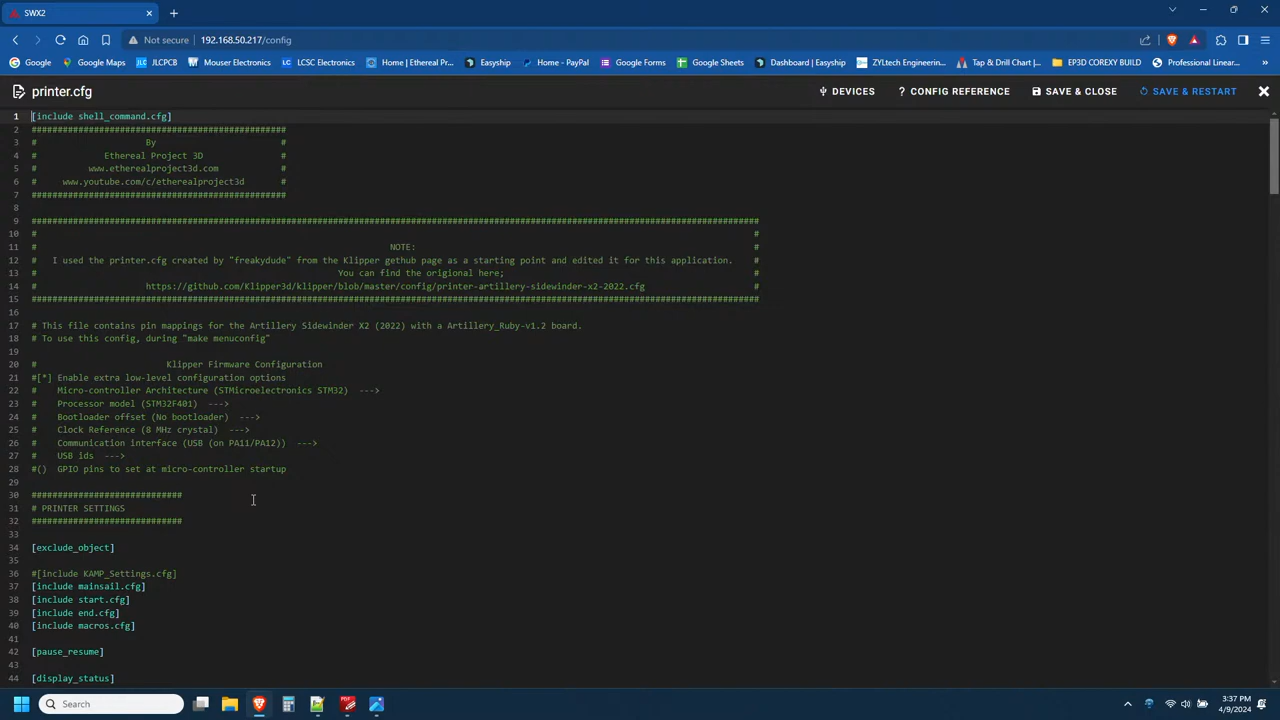 SWX2
Not secure 192.168.50.217/config
Google Google Maps JLCPCB Mouser Electronics LCSC Electronics Home | Ethereal Pr... Easyship Home - PayPal Google Forms Google Sheets Dashboard | Easyship ZYLtech Engineerin... Tap & Drill Chart |... EP3D COREXY BUILD Professional Linear...
printer.cfg DEVICES CONFIG REFERENCE SAVE & CLOSE SAVE & RESTART
1 [include shell_command.cfg]
2 #################################################
3 # By #
4 # Ethereal Project 3D #
5 # www.etherealproject3d.com #
6 # www.youtube.com/c/etherealproject3d #
7 #################################################
8
9 ############################################################################################################################################
10 # #
11 # NOTE: #
12 # I used the printer.cfg created by "freakydude" from the Klipper gethub page as a starting point and edited it for this application. #
13 # You can find the origional here; #
14 # https://github.com/Klipper3d/klipper/blob/master/config/printer-artillery-sidewinder-x2-2022.cfg #
15 ############################################################################################################################################
16
17 # This file contains pin mappings for the Artillery Sidewinder X2 (2022) with a Artillery_Ruby-v1.2 board.
18 # To use this config, during "make menuconfig"
19
20 # Klipper Firmware Configuration
21 #[*] Enable extra low-level configuration options
22 # Micro-controller Architecture (STMicroelectronics STM32) --->
23 # Processor model (STM32F401) --->
24 # Bootloader offset (No bootloader) --->
25 # Clock Reference (8 MHz crystal) --->
26 # Communication interface (USB (on PA11/PA12)) --->
27 # USB ids --->
28 #() GPIO pins to set at micro-controller startup
29
30 #############################
31 # PRINTER SETTINGS
32 #############################
33
34 [exclude_object]
35
36 #[include KAMP_Settings.cfg]
37 [include mainsail.cfg]
38 [include start.cfg]
39 [include end.cfg]
40 [include macros.cfg]
41
42 [pause_resume]
43
44 [display_status]
Search
3:37 PM
4/9/2024